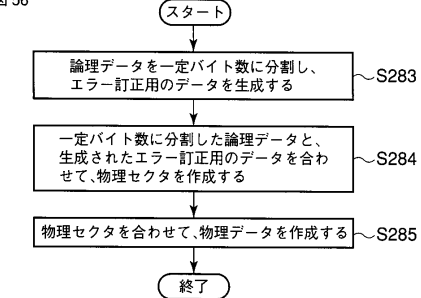 図 56
スタート
論理データを一定バイト数に分割し、
エラー訂正用のデータを生成する
S283
一定バイト数に分割した論理データと、
生成されたエラー訂正用のデータを合わ
せて、物理セクタを作成する
S284
物理セクタを合わせて、物理データを作成する
S285
終了